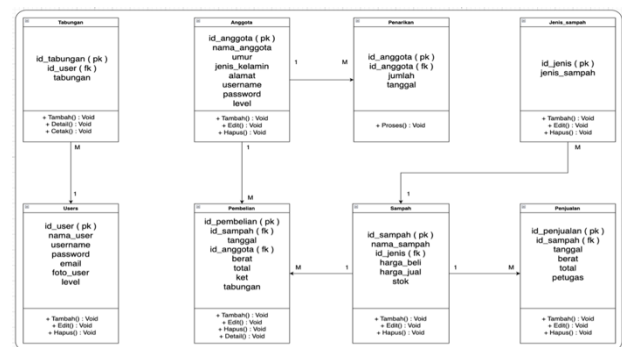 Tabungan
id_tabungan ( pk )
id_user ( fk )
tabungan
+ Tambah() : Void
+ Detail() : Void
+ Cetak() : Void
Anggota
id_anggota ( pk )
nama_anggota
umur
jenis_kelamin
alamat
username
password
level
+ Tambah() : Void
+ Edit() : Void
+ Hapus() : Void
1
M
Penarikan
id_anggota ( pk )
id_anggota ( fk )
jumlah
tanggal
+ Proses() : Void
Jenis_sampah
id_jenis ( pk )
jenis_sampah
+ Tambah() : Void
+ Edit() : Void
+ Hapus() : Void
M
1
1
M
M
1
Users
id_user ( pk )
nama_user
username
password
email
foto_user
level
+ Tambah() : Void
+ Edit() : Void
+ Hapus() : Void
Pembelian
id_pembelian ( pk )
id_sampah ( fk )
tanggal
id_anggota ( fk )
berat
total
ket
tabungan
+ Tambah() : Void
+ Edit() : Void
+ Hapus() : Void
+ Detail() : Void
M
1
Sampah
id_sampah ( pk )
nama_sampah
id_jenis ( fk )
harga_beli
harga_jual
stok
+ Tambah() : Void
+ Edit() : Void
+ Hapus() : Void
1
M
Penjualan
id_penjualan ( pk )
id_sampah ( fk )
tanggal
berat
total
petugas
+ Tambah() : Void
+ Edit() : Void
+ Hapus() : Void